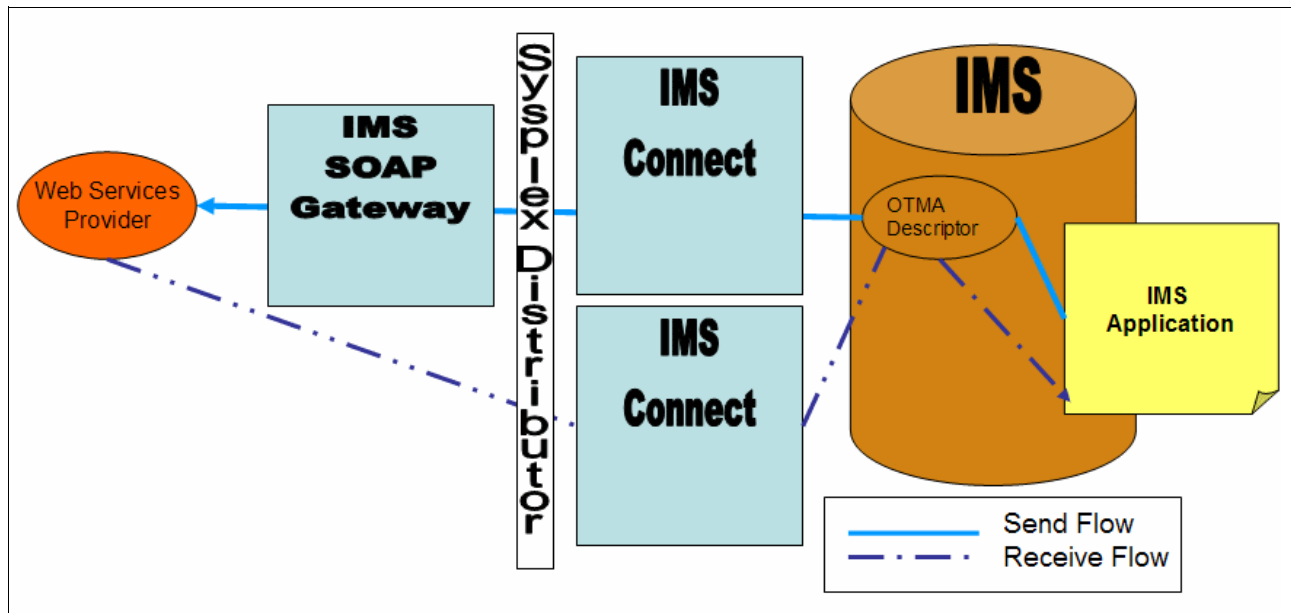 Web Services
Provider
IMS
SOAP
Gateway
Sysplex Distributor
IMS
Connect
IMS
Connect
IMS
OTMA
Descriptor
IMS
Application
Send Flow
Receive Flow